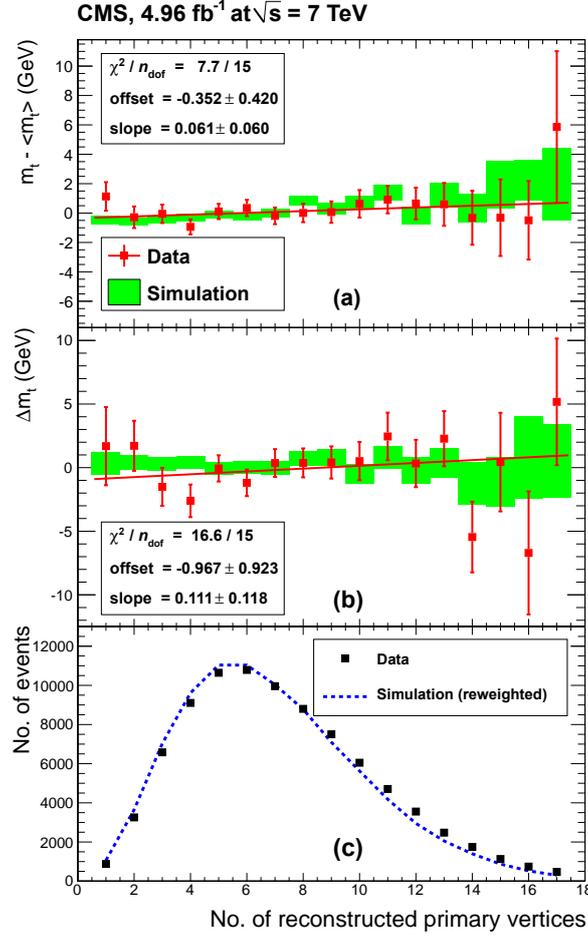 CMS, 4.96 fb⁻¹ at √s = 7 TeV
m_t - <m_t> (GeV)
10
8
6
4
2
0
-2
-4
-6
χ² / n_dof = 7.7 / 15
offset = -0.352 ± 0.420
slope = 0.061 ± 0.060
Data
Simulation
(a)
Δm_t (GeV)
10
5
0
-5
-10
χ² / n_dof = 16.6 / 15
offset = -0.967 ± 0.923
slope = 0.111 ± 0.118
(b)
No. of events
12000
10000
8000
6000
4000
2000
0
Data
Simulation (reweighted)
(c)
0 2 4 6 8 10 12 14 16 18
No. of reconstructed primary vertices